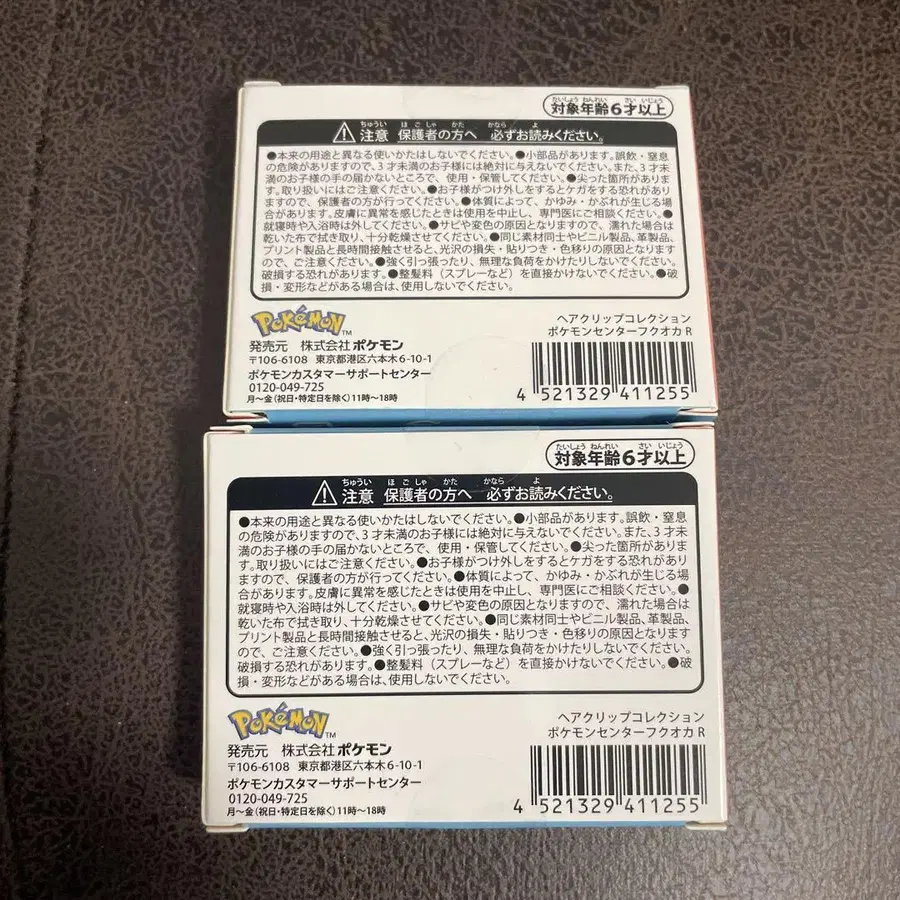 たいしょう ねんれい さい いじょう
対象年齢6才以上
ちゅうい ほごしゃ かた かなら よ
注意 保護者の方へ 必ずお読みください。
●本来の用途と異なる使いかたはしないでください。●小部品があります。誤飲・窒息
の危険がありますので、3才未満のお子様には絶対に与えないでください。また、3才未
満のお子様の手の届かないところで、使用・保管してください。●尖った箇所がありま
す。取り扱いにはご注意ください。●お子様がつけ外しをするとケガをする恐れがあり
ますので、保護者の方が行ってください。●体質によって、かゆみ・かぶれが生じる場
合があります。皮膚に異常を感じたときは使用を中止し、専門医にご相談ください。●
就寝時や入浴時は外してください。●サビや変色の原因となりますので、濡れた場合は
乾いた布で拭き取り、十分乾燥させてください。●同じ素材同士やビニル製品、革製品、
プリント製品と長時間接触させると、光沢の損失・貼りつき・色移りの原因となりますの
で、ご注意ください。●強く引っ張ったり、無理な負荷をかけたりしないでください。
破損する恐れがあります。●整髪料（スプレーなど）を直接かけないでください。●破
損・変形などがある場合は、使用しないでください。
POKéMON TM
ヘアクリップコレクション
ポケモンセンターフクオカ R
発売元 株式会社ポケモン
〒106-6108 東京都港区六本木6-10-1
ポケモンカスタマーサポートセンター
0120-049-725
月～金（祝日・特定日を除く）11時～18時
4 521329 411255
たいしょう ねんれい さい いじょう
対象年齢6才以上
ちゅうい ほごしゃ かた かなら よ
注意 保護者の方へ 必ずお読みください。
●本来の用途と異なる使いかたはしないでください。●小部品があります。誤飲・窒息
の危険がありますので、3才未満のお子様には絶対に与えないでください。また、3才未
満のお子様の手の届かないところで、使用・保管してください。●尖った箇所がありま
す。取り扱いにはご注意ください。●お子様がつけ外しをするとケガをする恐れがあり
ますので、保護者の方が行ってください。●体質によって、かゆみ・かぶれが生じる場
合があります。皮膚に異常を感じたときは使用を中止し、専門医にご相談ください。●
就寝時や入浴時は外してください。●サビや変色の原因となりますので、濡れた場合は
乾いた布で拭き取り、十分乾燥させてください。●同じ素材同士やビニル製品、革製品、
プリント製品と長時間接触させると、光沢の損失・貼りつき・色移りの原因となりますの
で、ご注意ください。●強く引っ張ったり、無理な負荷をかけたりしないでください。
破損する恐れがあります。●整髪料（スプレーなど）を直接かけないでください。●破
損・変形などがある場合は、使用しないでください。
POKéMON TM
ヘアクリップコレクション
ポケモンセンターフクオカ R
発売元 株式会社ポケモン
〒106-6108 東京都港区六本木6-10-1
ポケモンカスタマーサポートセンター
0120-049-725
月～金（祝日・特定日を除く）11時～18時
4 521329 411255